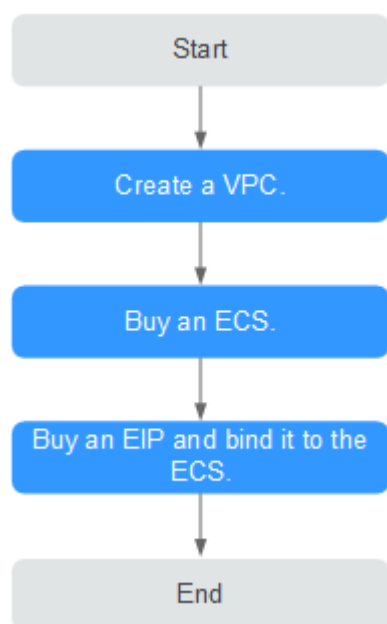 Start
Create a VPC.
Buy an ECS.
Buy an EIP and bind it to the
ECS.
End